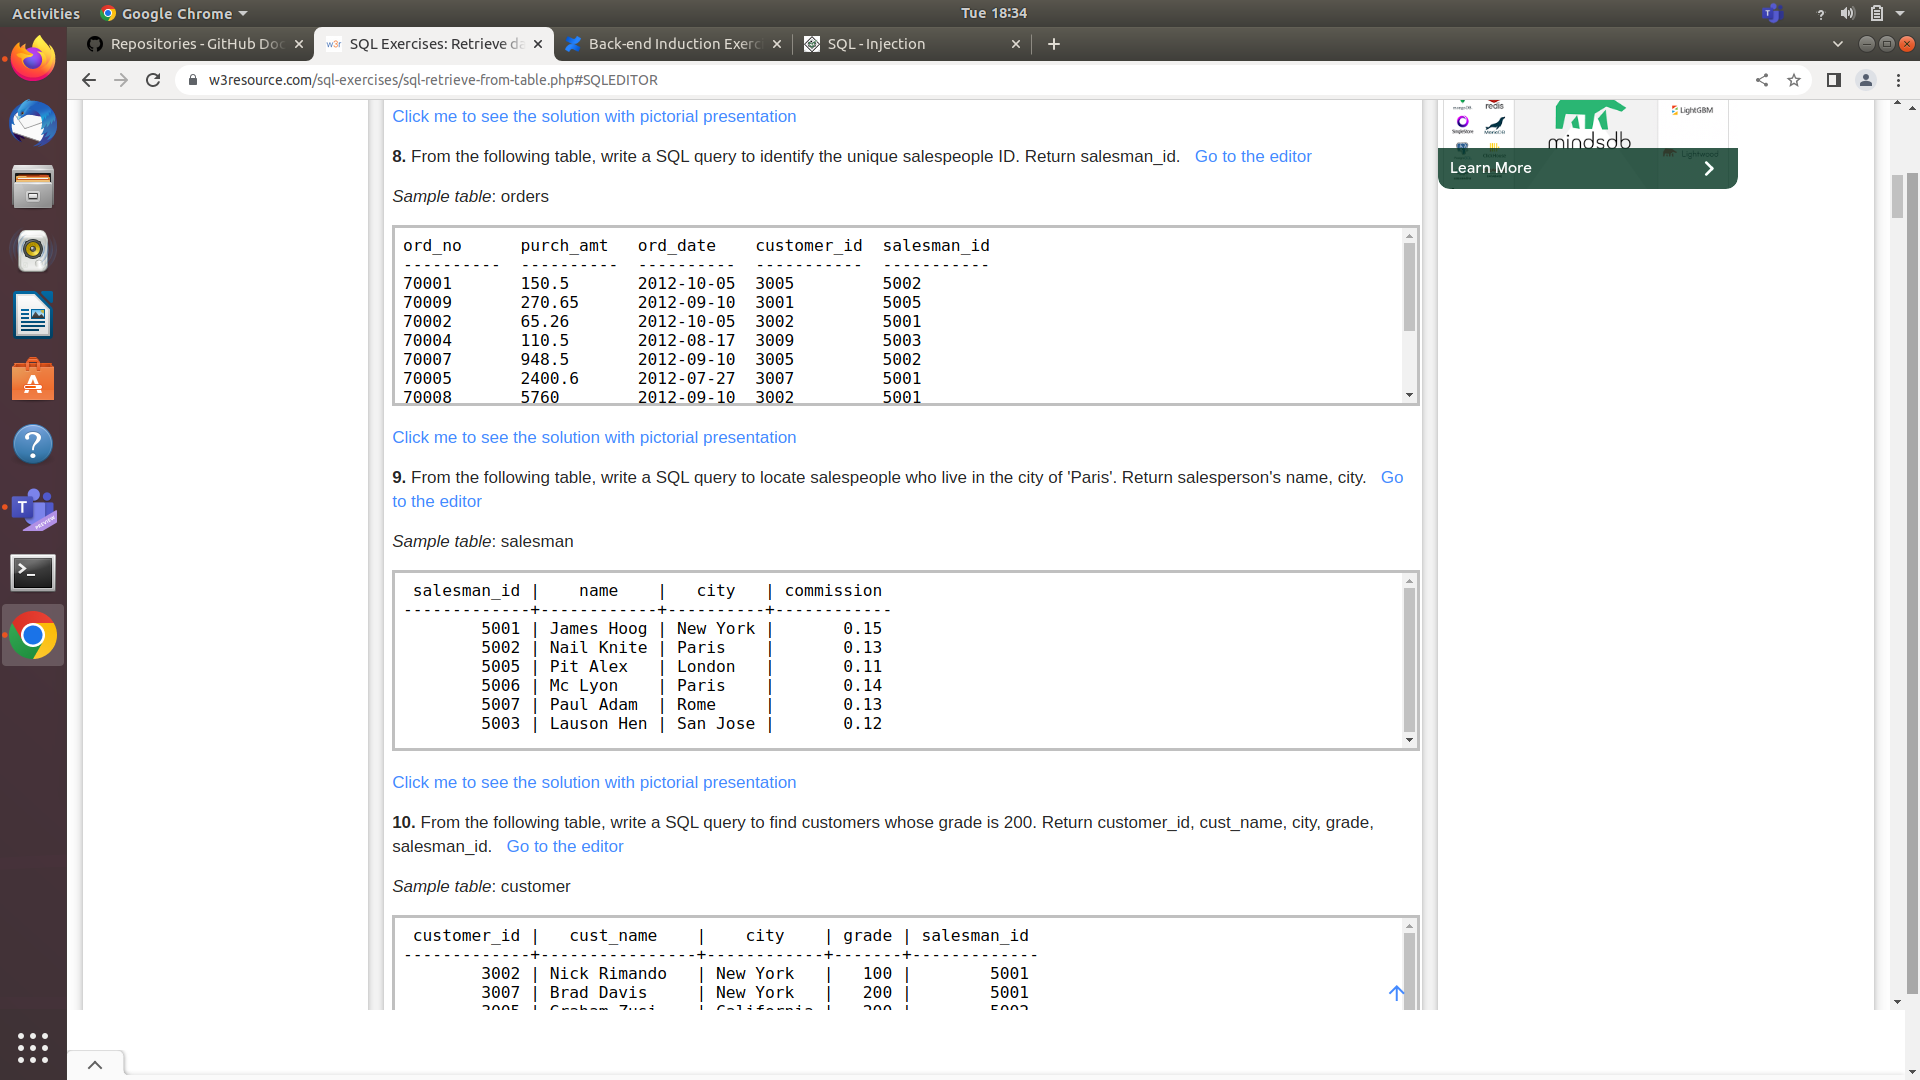 Activities Google Chrome Tue 18:34
Repositories - GitHub Doc SQL Exercises: Retrieve da Back-end Induction Exerc SQL - Injection
w3resource.com/sql-exercises/sql-retrieve-from-table.php#SQLEDITOR
Click me to see the solution with pictorial presentation
redis
LightGBM
mindsdb
Learn More
8. From the following table, write a SQL query to identify the unique salespeople ID. Return salesman_id. Go to the editor
Sample table: orders
ord_no purch_amt ord_date customer_id salesman_id
---------- ---------- ---------- ----------- -----------
70001 150.5 2012-10-05 3005 5002
70009 270.65 2012-09-10 3001 5005
70002 65.26 2012-10-05 3002 5001
70004 110.5 2012-08-17 3009 5003
70007 948.5 2012-09-10 3005 5002
70005 2400.6 2012-07-27 3007 5001
70008 5760 2012-09-10 3002 5001
Click me to see the solution with pictorial presentation
9. From the following table, write a SQL query to locate salespeople who live in the city of 'Paris'. Return salesperson's name, city. Go
to the editor
Sample table: salesman
salesman_id | name | city | commission
-------------+------------+----------+------------
5001 | James Hoog | New York | 0.15
5002 | Nail Knite | Paris | 0.13
5005 | Pit Alex | London | 0.11
5006 | Mc Lyon | Paris | 0.14
5007 | Paul Adam | Rome | 0.13
5003 | Lauson Hen | San Jose | 0.12
Click me to see the solution with pictorial presentation
10. From the following table, write a SQL query to find customers whose grade is 200. Return customer_id, cust_name, city, grade,
salesman_id. Go to the editor
Sample table: customer
customer_id | cust_name | city | grade | salesman_id
-------------+----------------+------------+-------+-------------
3002 | Nick Rimando | New York | 100 | 5001
3007 | Brad Davis | New York | 200 | 5001
3005 | Graham Zusi | California | 200 | 5002